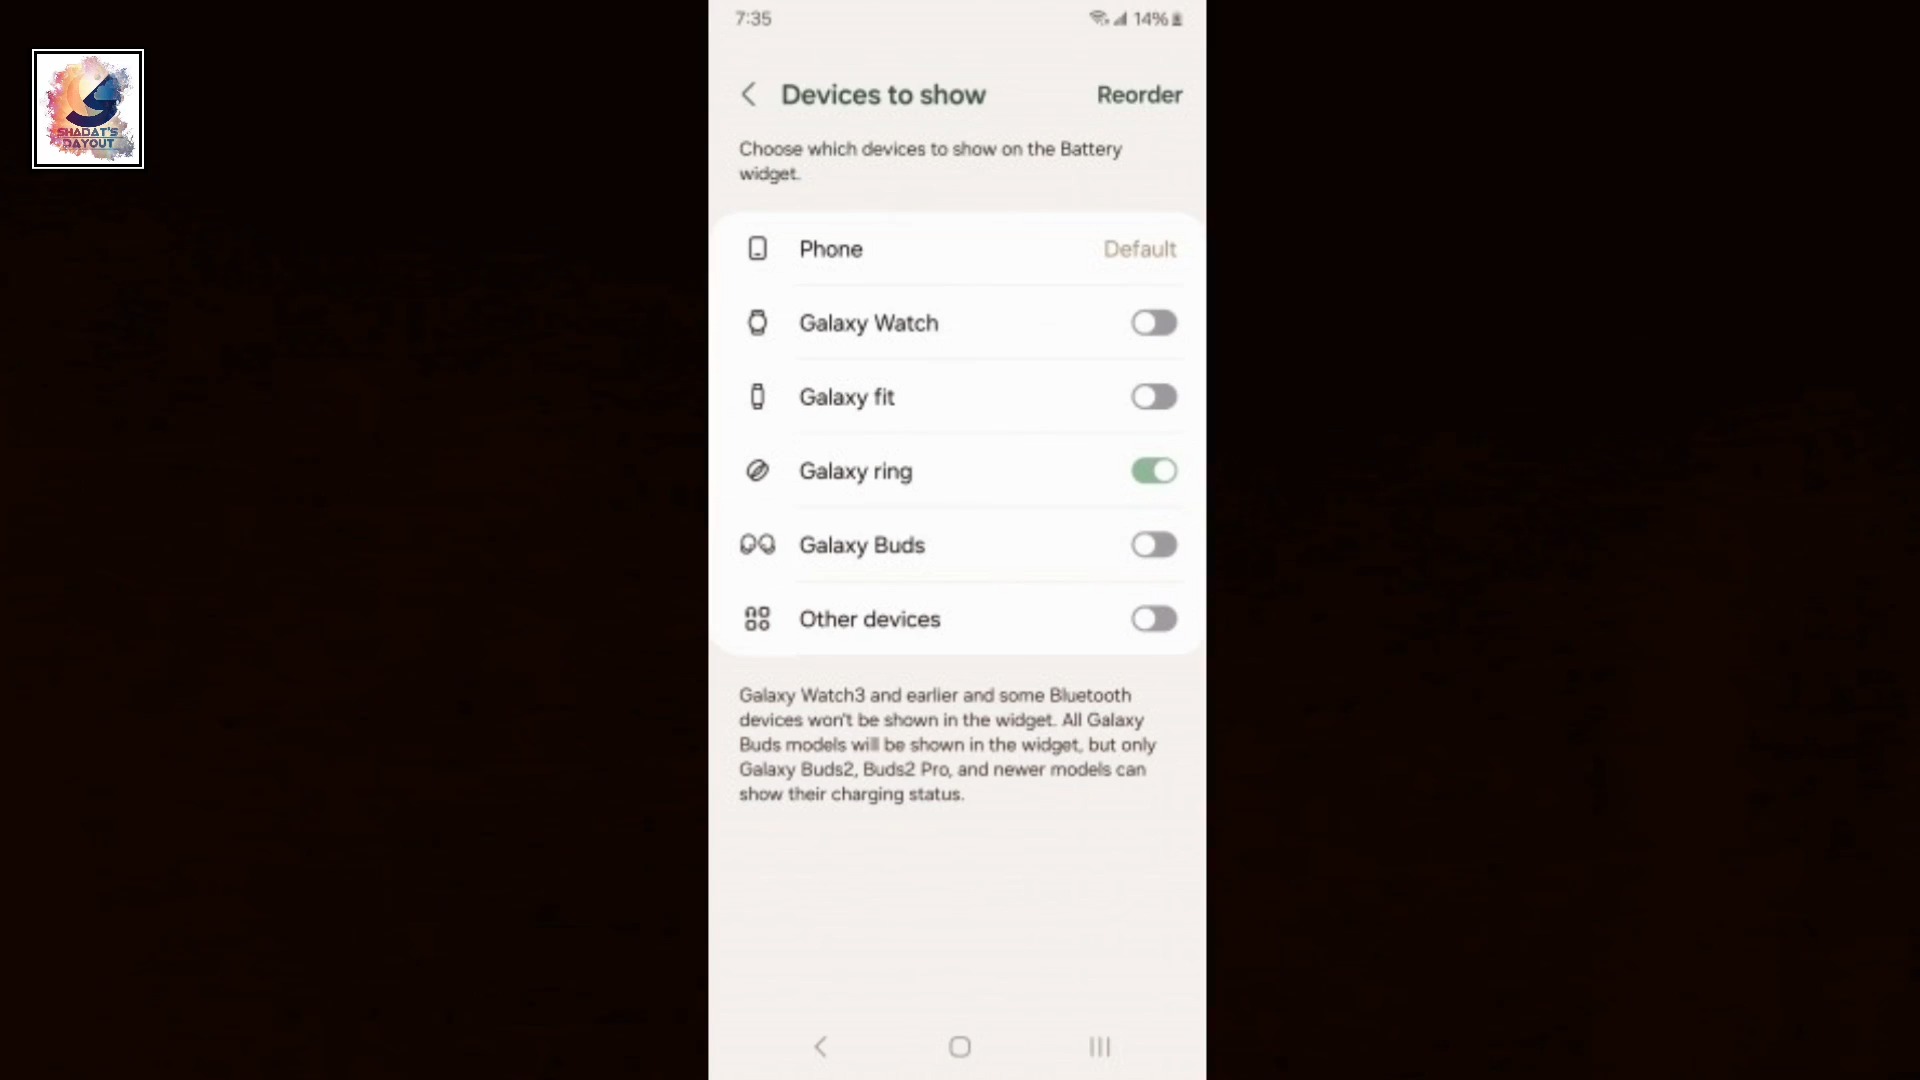 7:35
14%
SHADAT'S
DAYOUT
Devices to show
Reorder
Choose which devices to show on the Battery
widget.
Phone
Default
Galaxy Watch
Galaxy fit
Galaxy ring
Galaxy Buds
Other devices
Galaxy Watch3 and earlier and some Bluetooth
devices won't be shown in the widget. All Galaxy
Buds models will be shown in the widget, but only
Galaxy Buds2, Buds2 Pro, and newer models can
show their charging status.